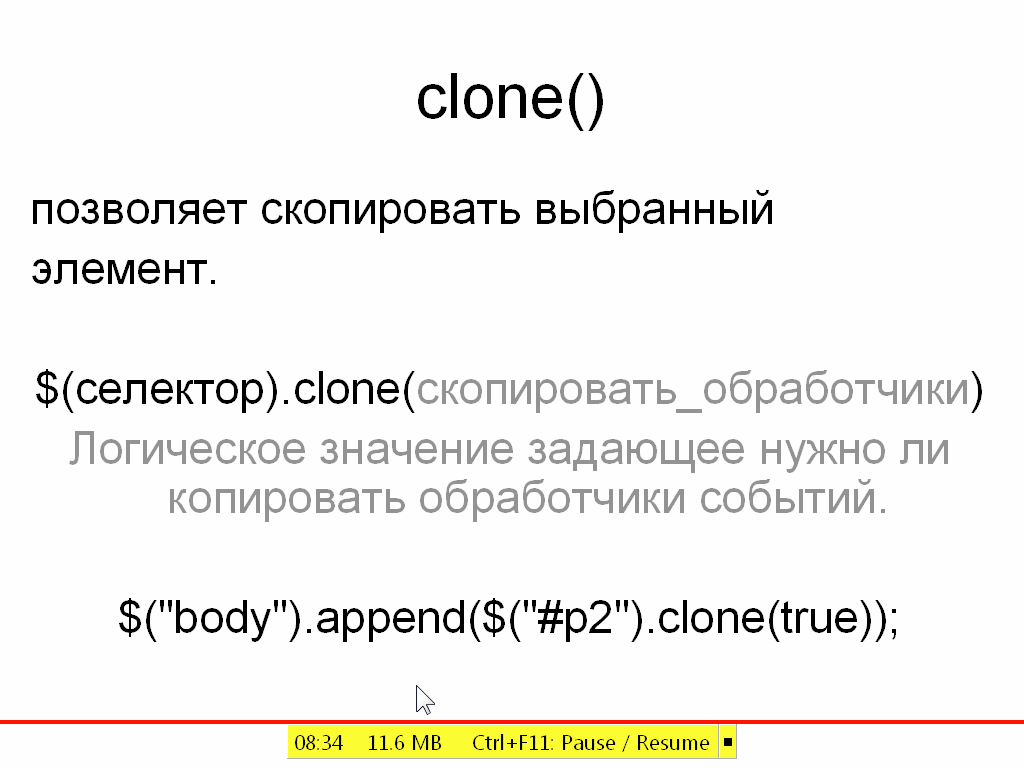 clone()
позволяет скопировать выбранный
элемент.
$(селектор).clone(скопировать_обработчики)
Логическое значение задающее нужно ли
копировать обработчики событий.
$("body").append($("#p2").clone(true));
08:34 11.6 MB Ctrl+F11: Pause / Resume